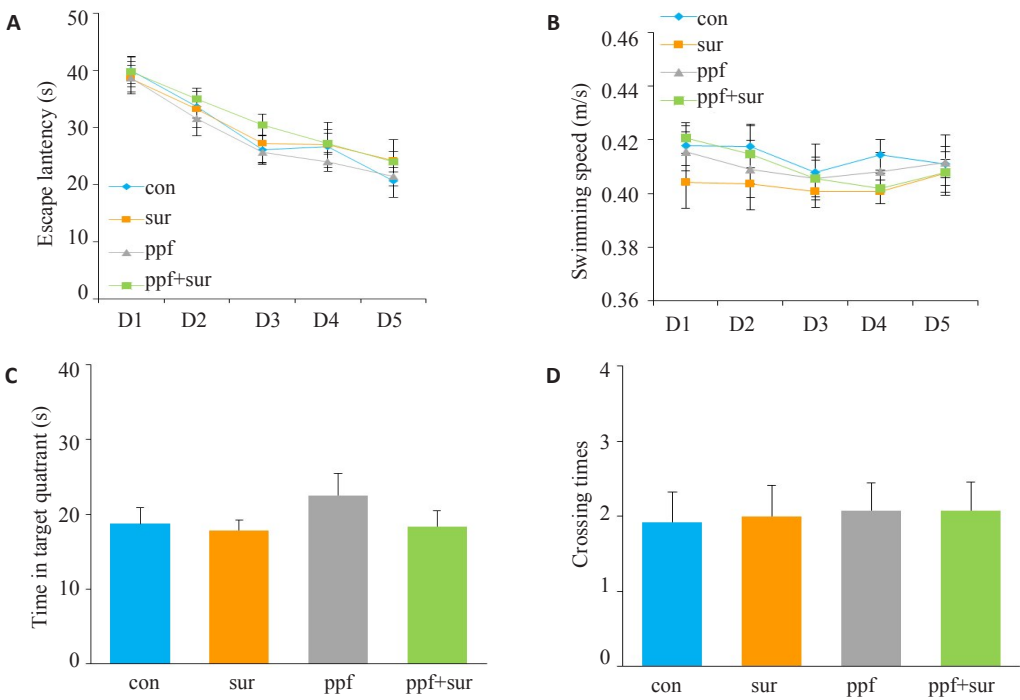 A
Escape lantency (s)
50
40
30
20
10
0
con
sur
ppf
ppf+sur
D1 D2 D3 D4 D5
B
Swimming speed (m/s)
0.46
0.44
0.42
0.40
0.38
0.36
con
sur
ppf
ppf+sur
D1 D2 D3 D4 D5
C
Time in target quatrant (s)
40
30
20
10
0
con sur ppf ppf+sur
D
Crossing times
4
3
2
1
0
con sur ppf ppf+sur